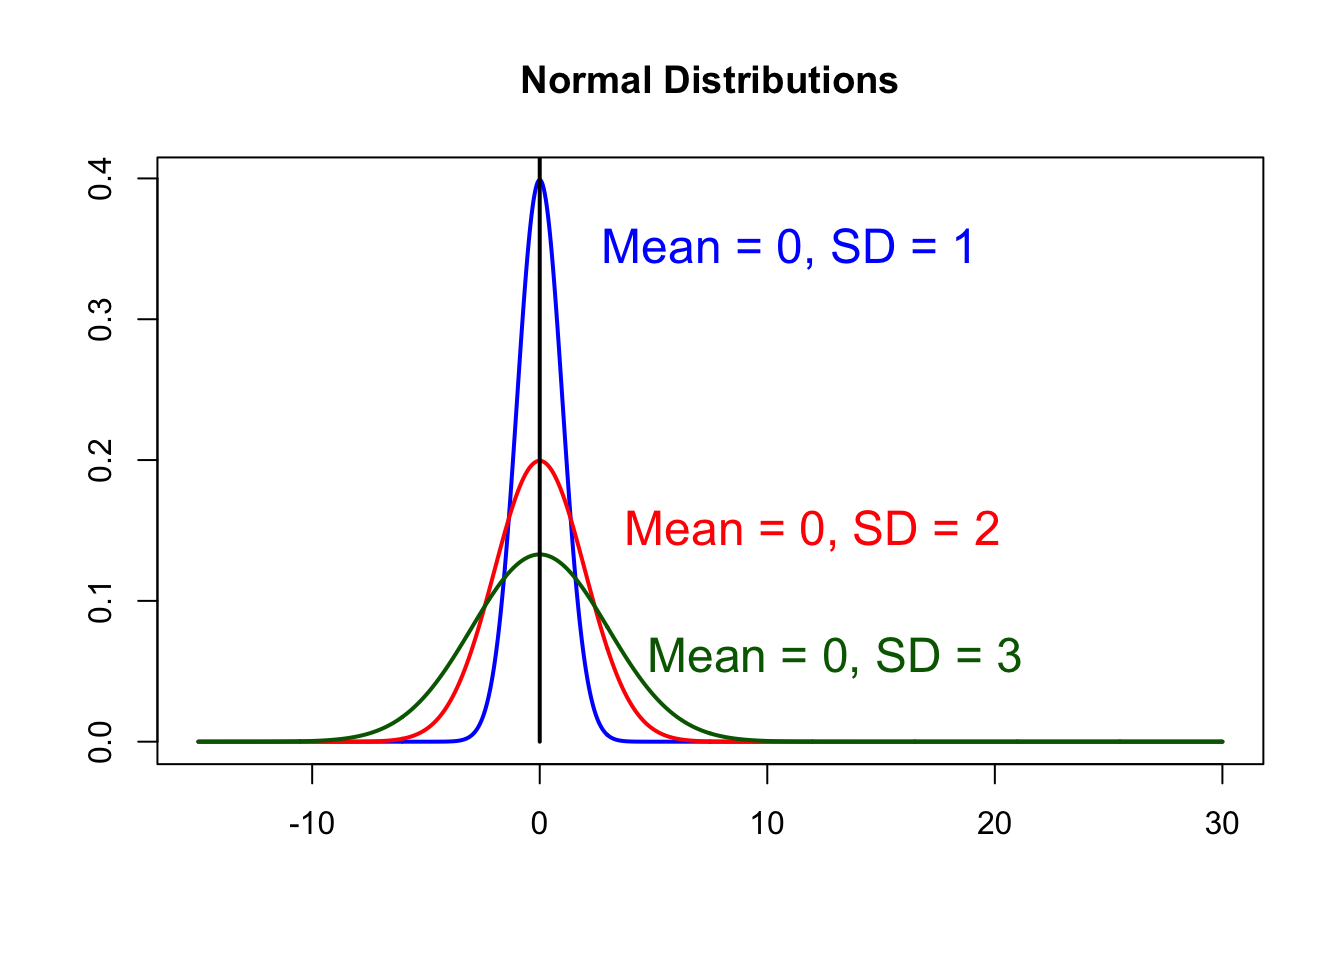 Normal Distributions
0.4
Mean = 0, SD = 1
0.3
0.2
Mean = 0, SD = 2
0.1
Mean = 0, SD = 3
0.0
-10 0 10 20 30